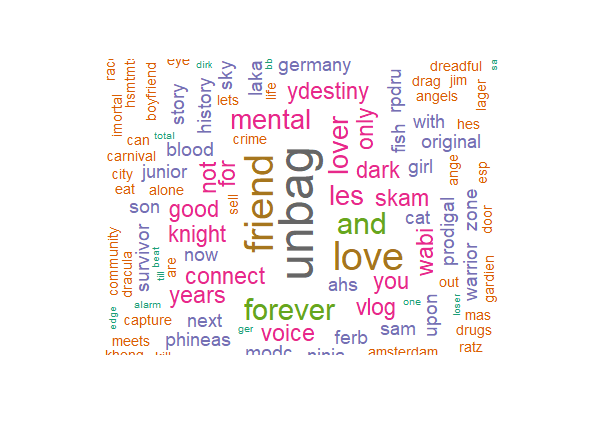 eye
dirk
bb
sa
raci
hsmtmts
boyfriend
imortal
story
history
sky
lets
laka
life
germany
ydestiny
dreadful
drag
jim
angels
lager
rpdru
can
total
carnival
blood
mental
crime
lover
only
fish
with
hes
original
city
junior
not
for
eat
alone
sell
friend
unbag
dark
girl
ange
esp
les
skam
son
good
and
cat
wabi
prodigal
zone
door
community
dracula
survivor
till
beat
are
knight
now
connect
love
you
warrior
out
garden
years
ahs
alarm
forever
vlog
one
upon
loser
mas
drugs
edge
capture
next
ger
voice
ferb
sam
meets
phineas
modc
ninja
amsterdam
ratz